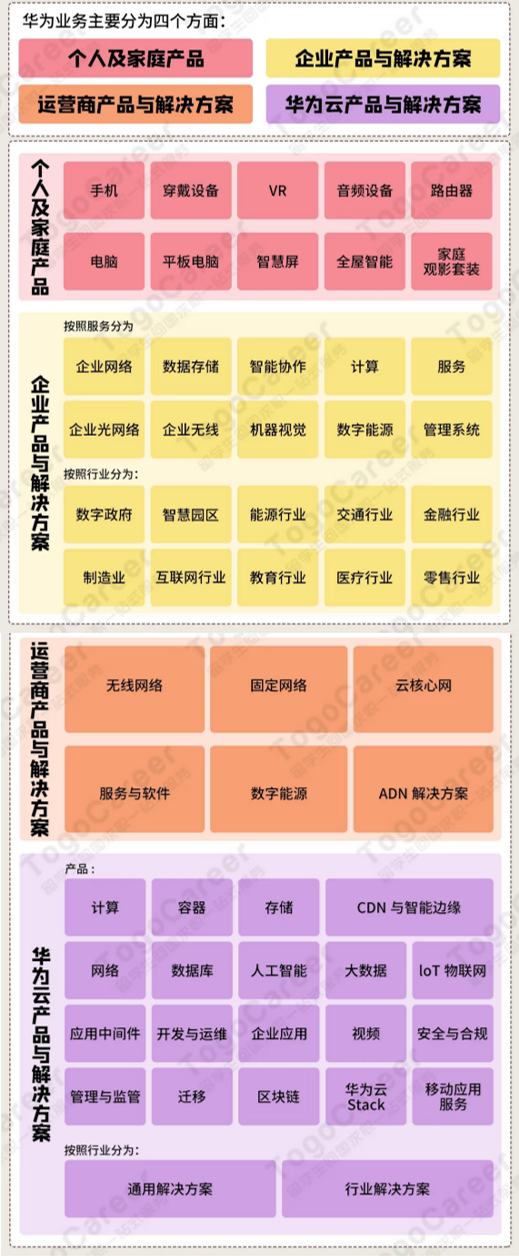 华为业务主要分为四个方面：
个人及家庭产品
企业产品与解决方案
运营商产品与解决方案
华为云产品与解决方案
个人及家庭产品
手机
穿戴设备
VR
音频设备
路由器
电脑
平板电脑
智慧屏
全屋智能
家庭
观影套装
企业产品与解决方案
按照服务分为
企业网络
数据存储
智能协作
计算
服务
企业光网络
企业无线
机器视觉
数字能源
管理系统
按照行业分为：
数字政府
智慧园区
能源行业
交通行业
金融行业
制造业
互联网行业
教育行业
医疗行业
零售行业
运营商产品与解决方案
无线网络
固定网络
云核心网
服务与软件
数字能源
ADN 解决方案
华为云产品与解决方案
产品：
计算
容器
存储
CDN 与智能边缘
网络
数据库
人工智能
大数据
loT 物联网
应用中间件
开发与运维
企业应用
视频
安全与合规
管理与监管
迁移
区块链
华为云
Stack
移动应用
服务
按照行业分为：
通用解决方案
行业解决方案
TogoCareer
留学生回国求职一站式服务